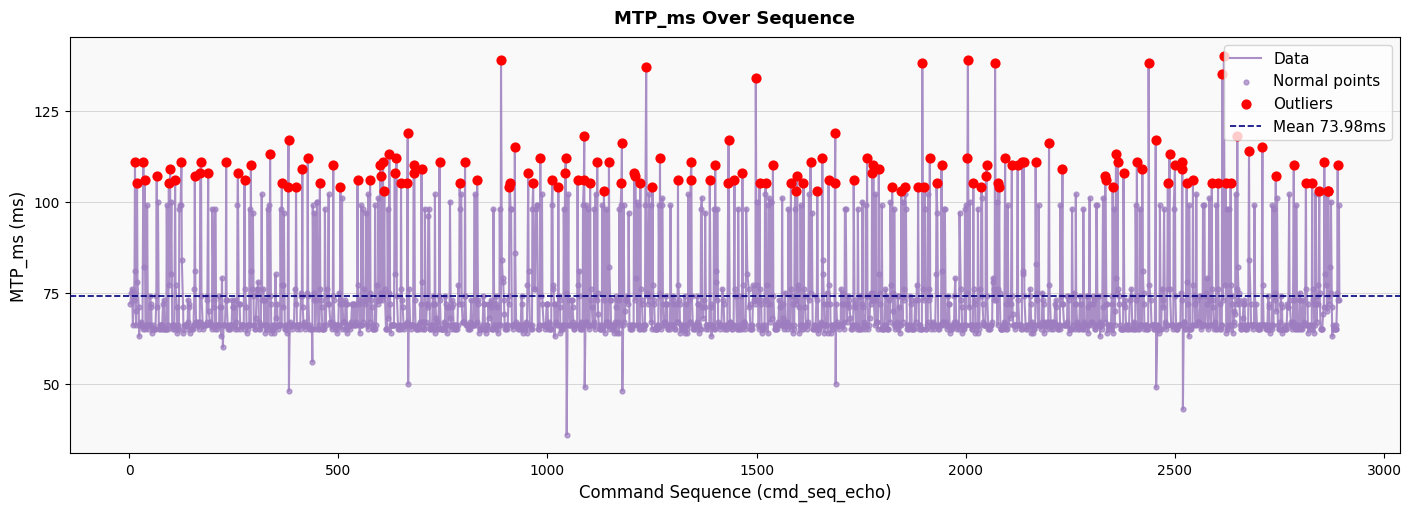 MTP_ms Over Sequence
MTP_ms (ms)
125
100
75
50
Data
Normal points
Outliers
Mean 73.98ms
0 500 1000 1500 2000 2500 3000
Command Sequence (cmd_seq_echo)